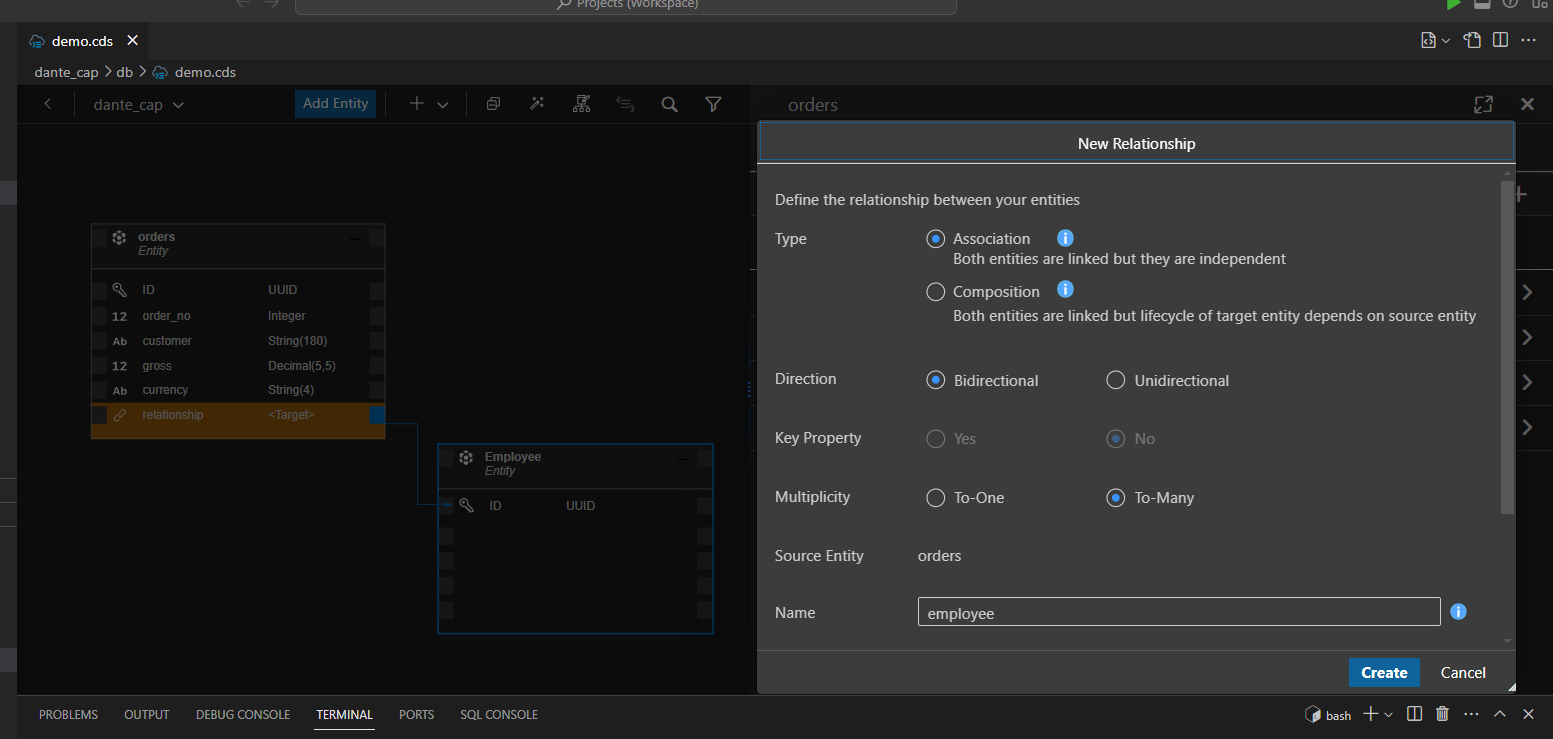 Projects (Workspace)
demo.cds
dante_cap > db > demo.cds
dante_cap
Add Entity
orders
Entity
ID UUID
12 order_no Integer
Ab customer String(180)
12 gross Decimal(5,5)
Ab currency String(4)
relationship <Target>
Employee
Entity
ID UUID
orders
New Relationship
Define the relationship between your entities
Type
Association
Both entities are linked but they are independent
Composition
Both entities are linked but lifecycle of target entity depends on source entity
Direction Bidirectional Unidirectional
Key Property Yes No
Multiplicity To-One To-Many
Source Entity orders
Name employee
Create Cancel
PROBLEMS OUTPUT DEBUG CONSOLE TERMINAL PORTS SQL CONSOLE bash